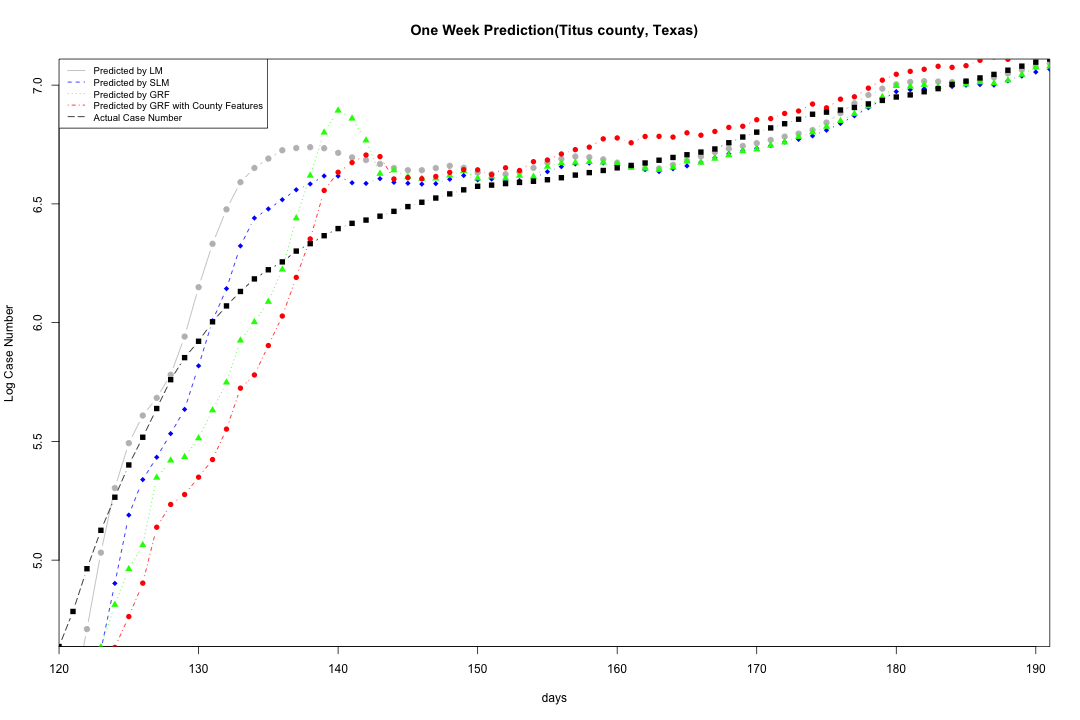 One Week Prediction(Titus county, Texas)
Predicted by LM
Predicted by SLM
Predicted by GRF
Predicted by GRF with County Features
Actual Case Number
7.0
6.5
6.0
5.5
5.0
Log Case Number
120 130 140 150 160 170 180 190
days